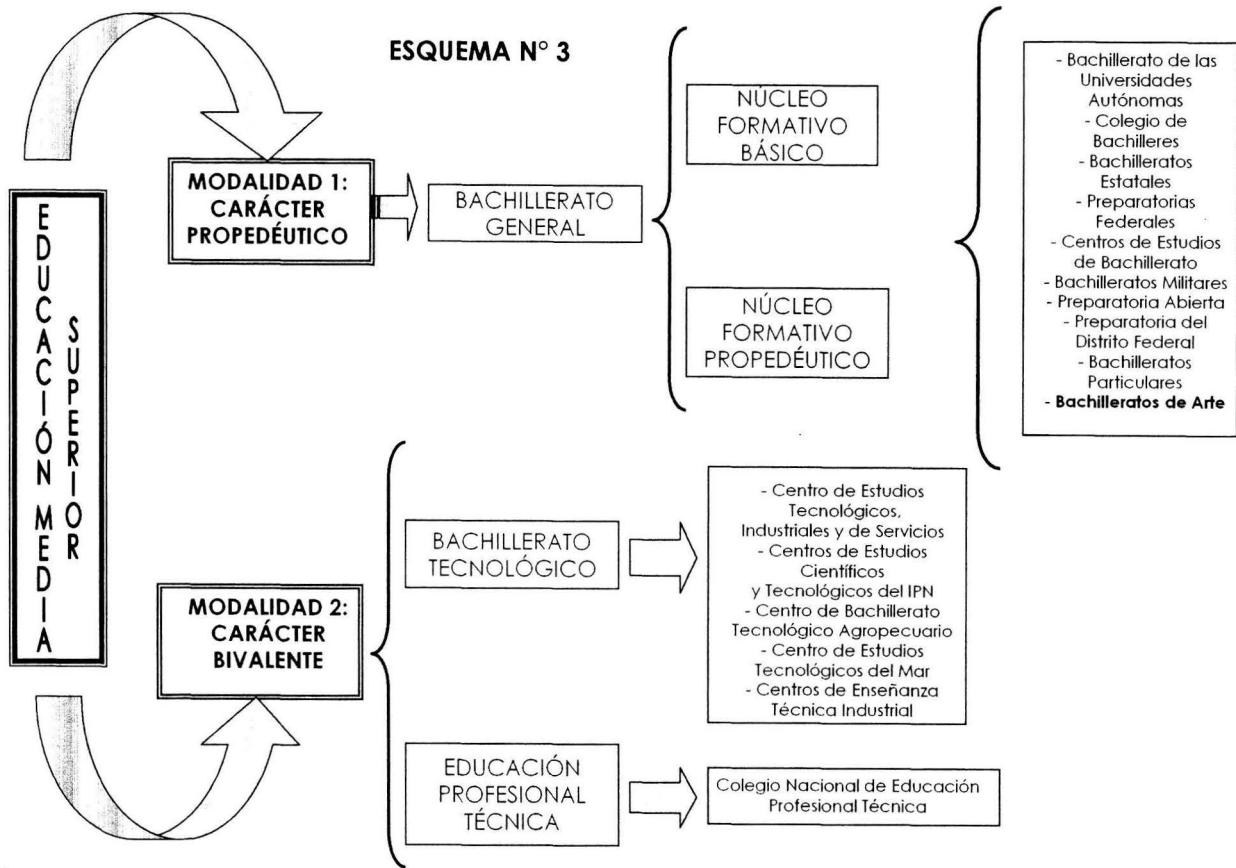 ESQUEMA N° 3
EDUCACIÓN MEDIA
SUPERIOR
MODALIDAD 1:
CARÁCTER
PROPEDÉUTICO
BACHILLERATO
GENERAL
NÚCLEO
FORMATIVO
BÁSICO
NÚCLEO
FORMATIVO
PROPEDÉUTICO
- Bachillerato de las
Universidades
Autónomas
- Colegio de
Bachilleres
- Bachilleratos
Estatales
- Preparatorias
Federales
- Centros de Estudios
de Bachillerato
- Bachilleratos Militares
- Preparatoria Abierta
- Preparatoria del
Distrito Federal
- Bachilleratos
Particulares
- Bachilleratos de Arte
MODALIDAD 2:
CARÁCTER
BIVALENTE
BACHILLERATO
TECNOLÓGICO
- Centro de Estudios
Tecnológicos,
Industriales y de Servicios
- Centros de Estudios
Científicos
y Tecnológicos del IPN
- Centro de Bachillerato
Tecnológico Agropecuario
- Centro de Estudios
Tecnológicos del Mar
- Centros de Enseñanza
Técnica Industrial
EDUCACIÓN
PROFESIONAL
TÉCNICA
Colegio Nacional de Educación
Profesional Técnica